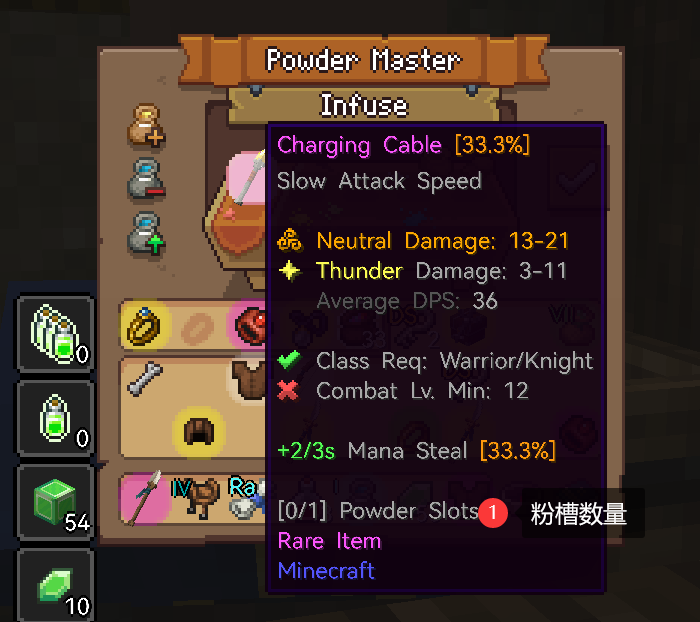 Powder Master
Infuse
Charging Cable [33.3%]
Slow Attack Speed
Neutral Damage: 13-21
Thunder Damage: 3-11
Average DPS: 36
Class Req: Warrior/Knight
Combat Lv. Min: 12
+2/3s Mana Steal [33.3%]
[0/1] Powder Slots 1 粉槽数量
Rare Item
Minecraft
0
0
54
10
IV
Ra